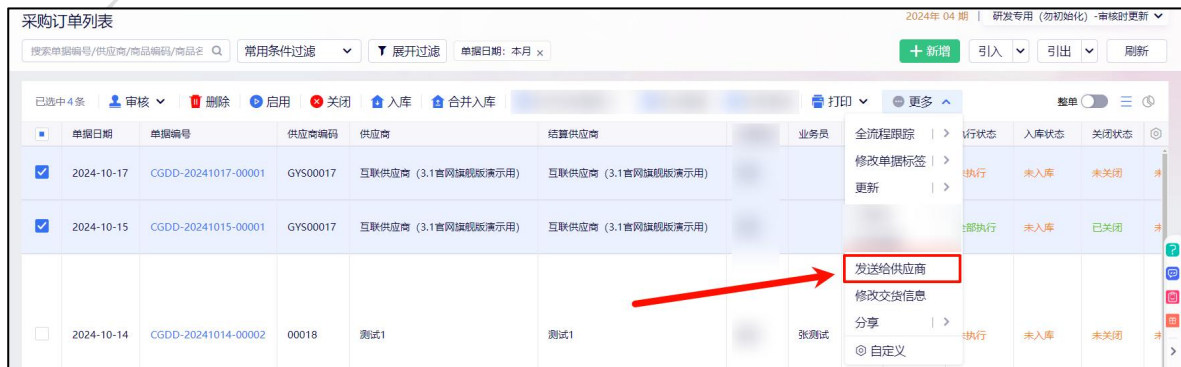 采购订单列表
2024年 04 期 | 研发专用（勿初始化）-审核时更新
搜索单据编号/供应商/商品编码/商品名 常用条件过滤 展开过滤 单据日期：本月 × 新增 引入 引出 刷新
已选中4条 审核 删除 启用 关闭 入库 合并入库 打印 更多 整单
单据日期 单据编号 供应商编码 供应商 结算供应商 业务员 执行状态 入库状态 关闭状态
全流程跟踪
修改单据标签
更新
2024-10-17 CGDD-20241017-00001 GYS00017 互联供应商（3.1官网旗舰版演示用） 互联供应商（3.1官网旗舰版演示用） 执行 未入库 未关闭 未
2024-10-15 CGDD-20241015-00001 GYS00017 互联供应商（3.1官网旗舰版演示用） 互联供应商（3.1官网旗舰版演示用） 部执行 未入库 已关闭 未
发送给供应商
修改交货信息
分享
2024-10-14 CGDD-20241014-00002 00018 测试1 测试1 张测试 执行 未入库 未关闭 未
自定义